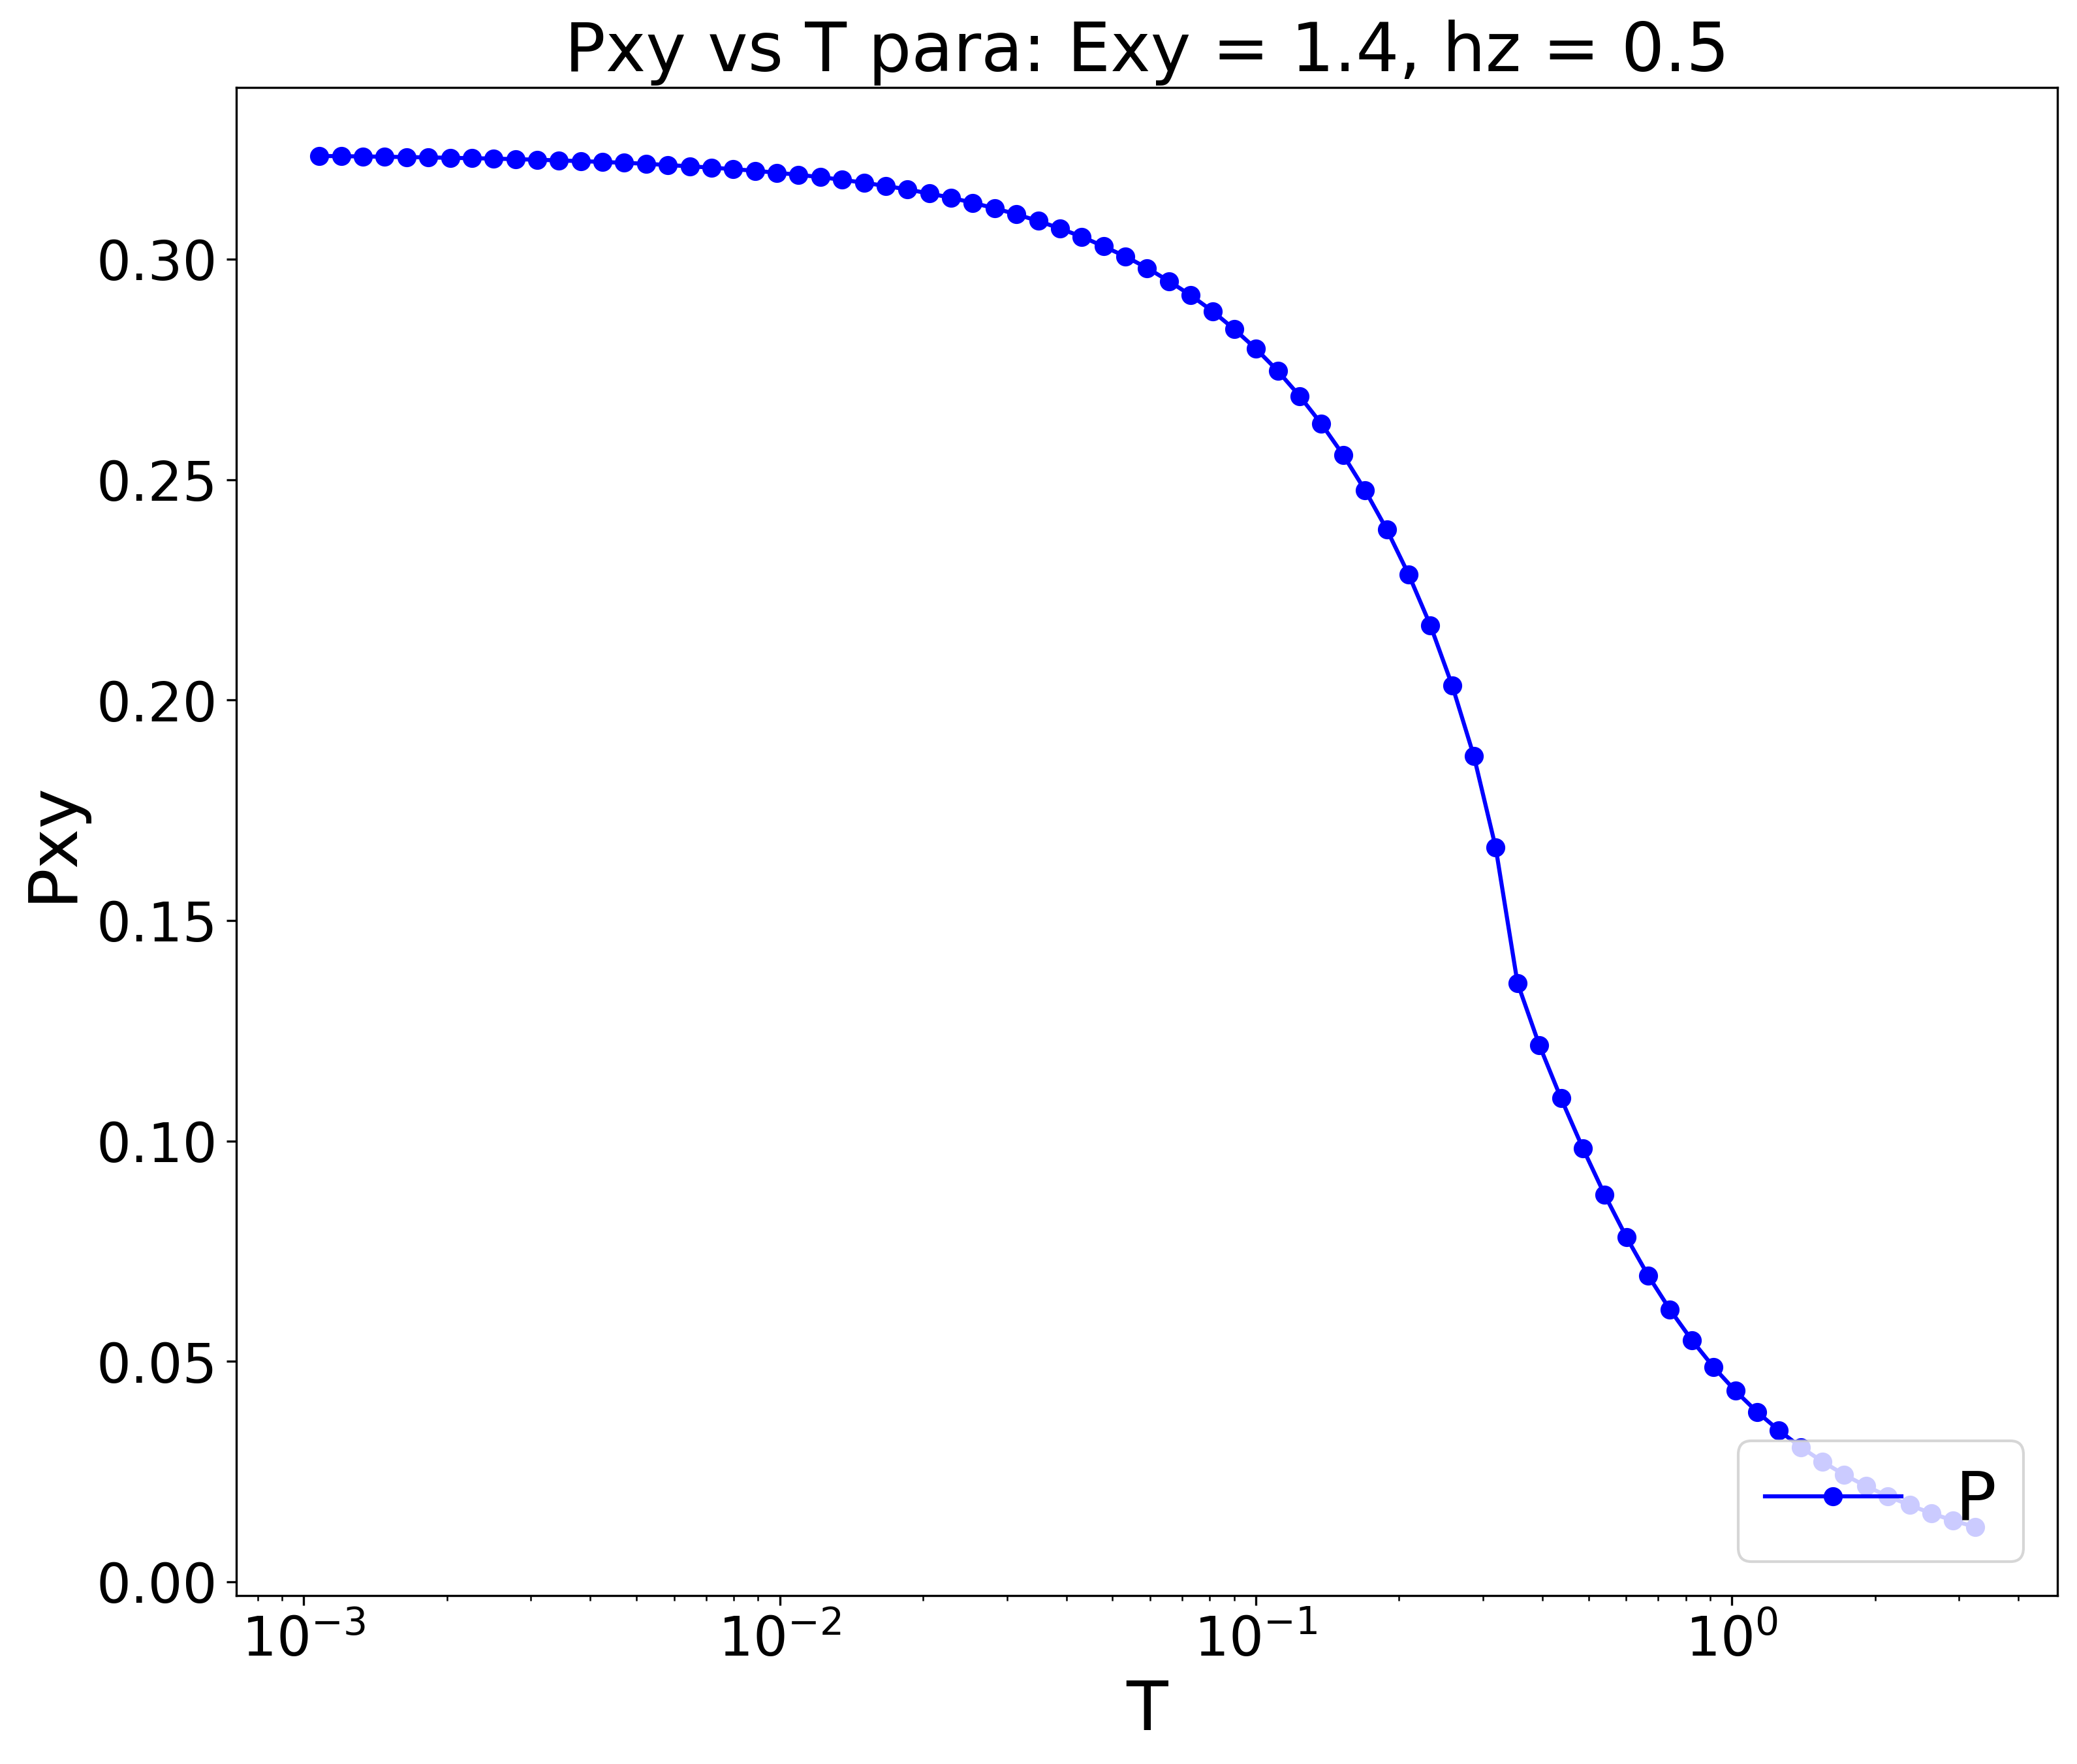 Pxy vs T para: Exy = 1.4, hz = 0.5
Pxy
0.30
0.25
0.20
0.15
0.10
0.05
0.00
10⁻³ 10⁻² 10⁻¹ 10⁰
T
P